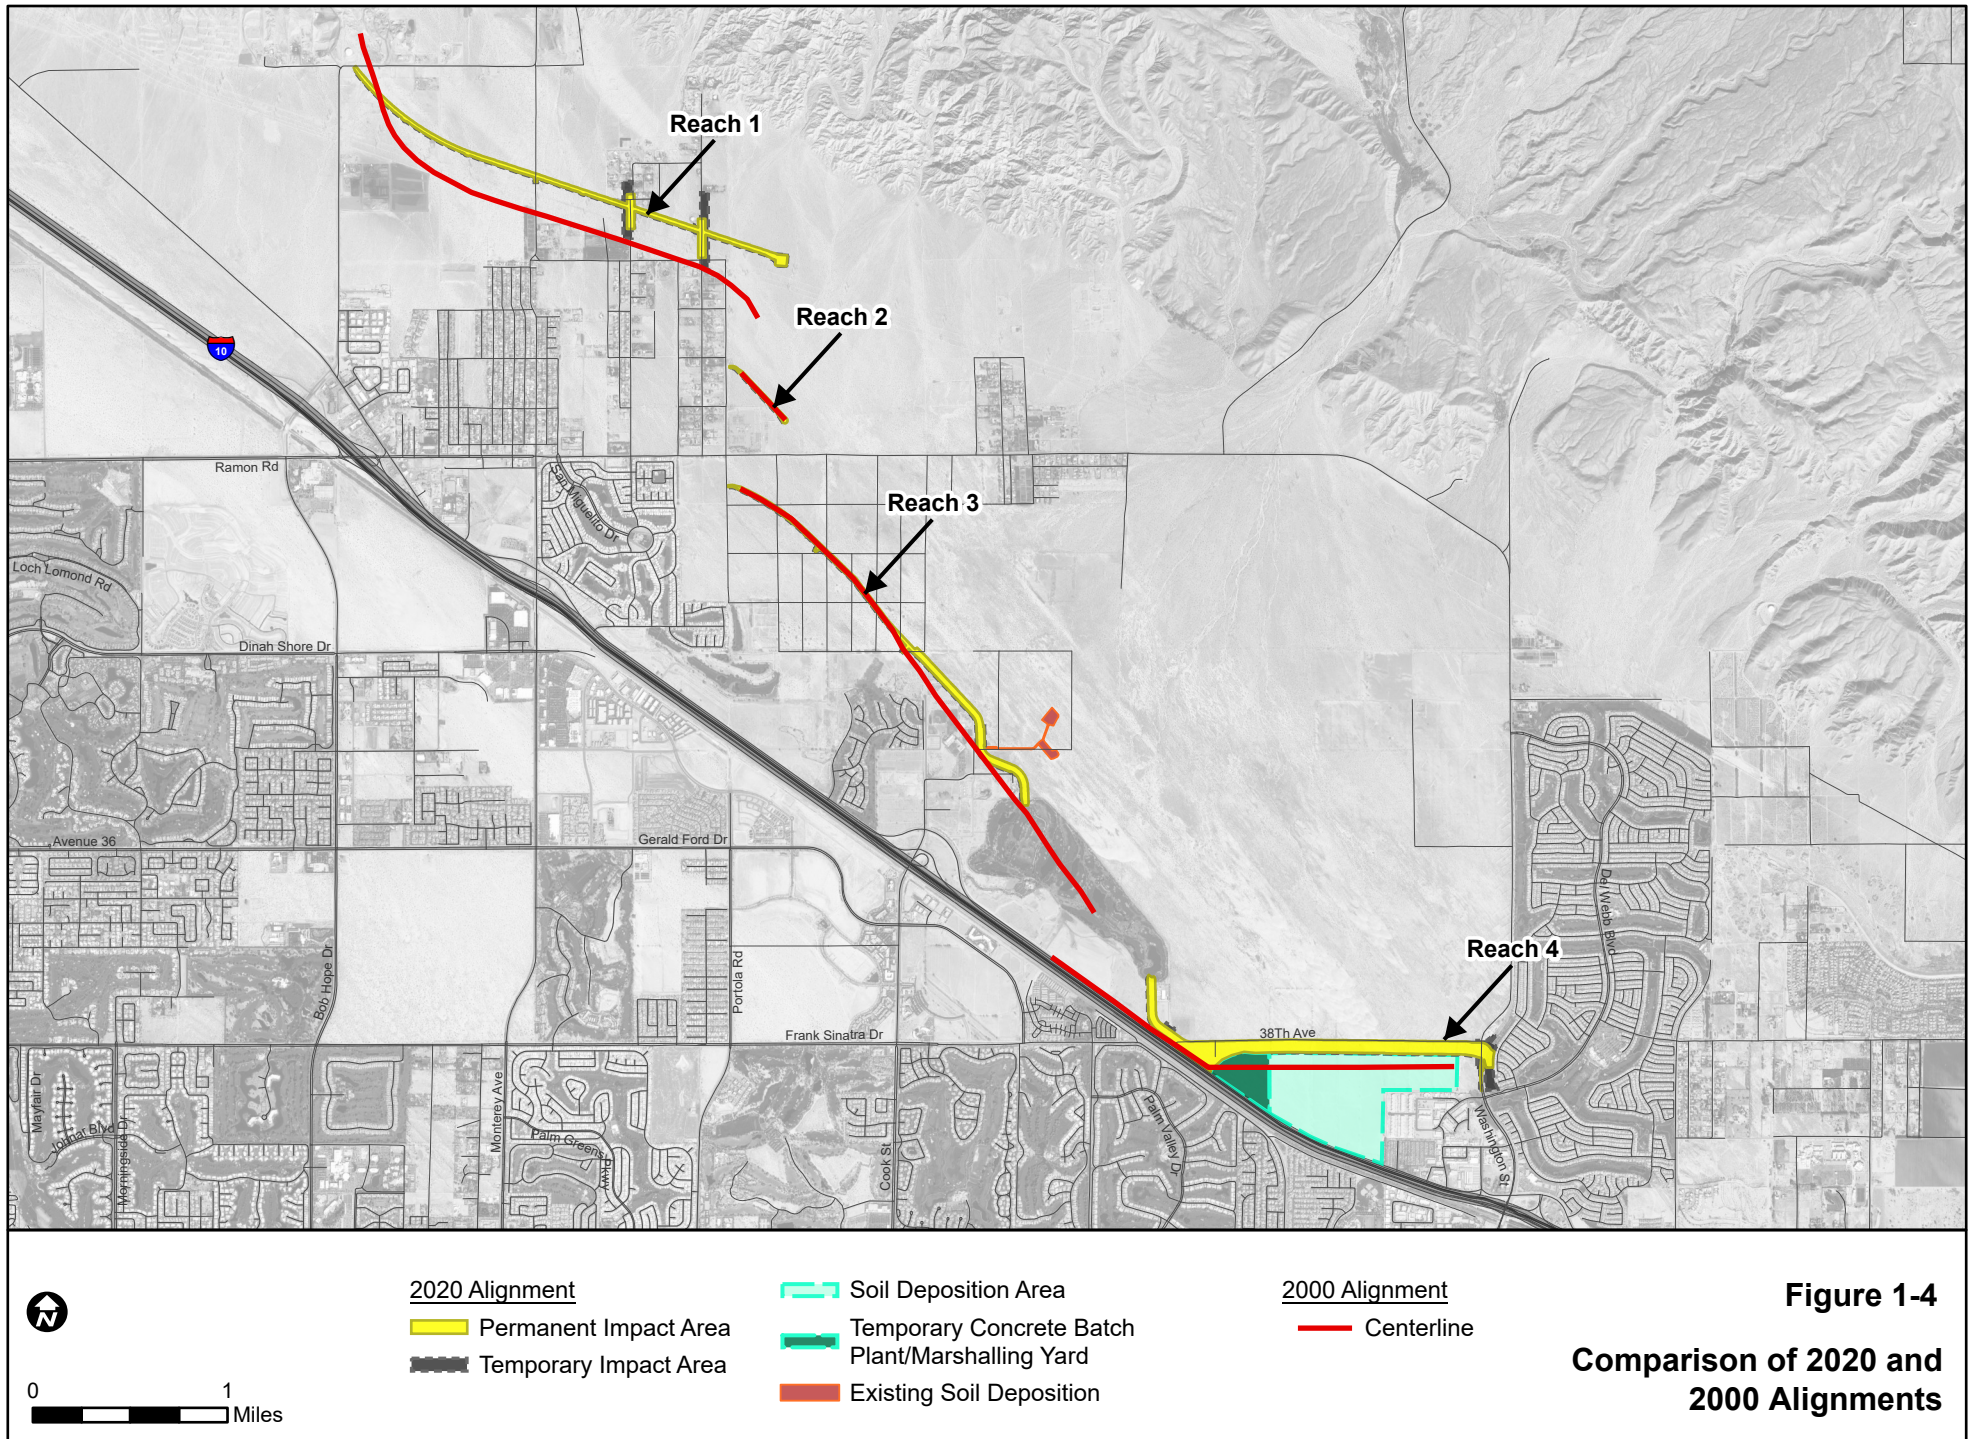 Reach 1
Reach 2
10
Ramon Rd
San Miguelito Dr
Reach 3
Loch Lomond Rd
Dinah Shore Dr
Avenue 36
Gerald Ford Dr
Del Webb Blvd
Reach 4
Bob Hope Dr
Portola Rd
Frank Sinatra Dr
38Th Ave
Mayfair Dr
Johnar Blvd
Morningside Dr
Monterey Ave
Palm Greens Pkwy
Cook St
Palm Valley Dr
Washington St
N
0 1
Miles
2020 Alignment
Permanent Impact Area
Temporary Impact Area
Soil Deposition Area
Temporary Concrete Batch
Plant/Marshalling Yard
Existing Soil Deposition
2000 Alignment
Centerline
Figure 1-4
Comparison of 2020 and
2000 Alignments